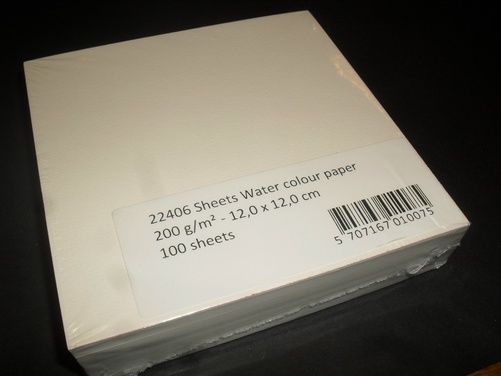 22406 Sheets Water colour paper
200 g/m² - 12,0 x 12,0 cm
100 sheets
5 707167 010075